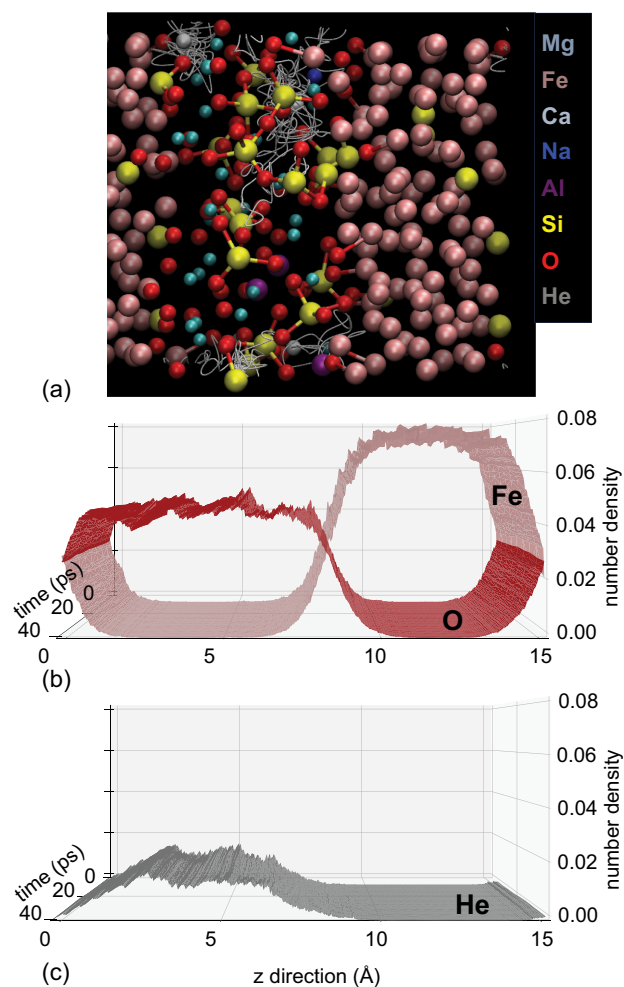 Mg
Fe
Ca
Na
Al
Si
O
He
(a)
0.08
0.06
0.04
0.02
0.00
number density
Fe
O
time (ps)
0
20
40
0
5
10
15
(b)
0.08
0.06
0.04
0.02
0.00
number density
He
time (ps)
0
20
40
0
5
10
15
(c)
z direction (Å)